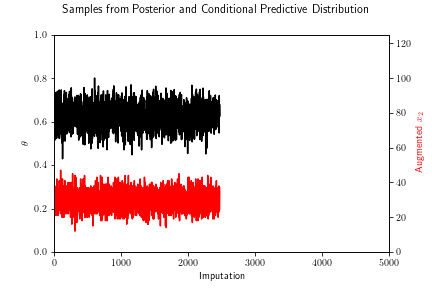 Samples from Posterior and Conditional Predictive Distribution
1.0
0.8
0.6
0.4
0.2
0.0
θ
120
100
80
60
40
20
0
Augmented x₂
0 1000 2000 3000 4000 5000
Imputation